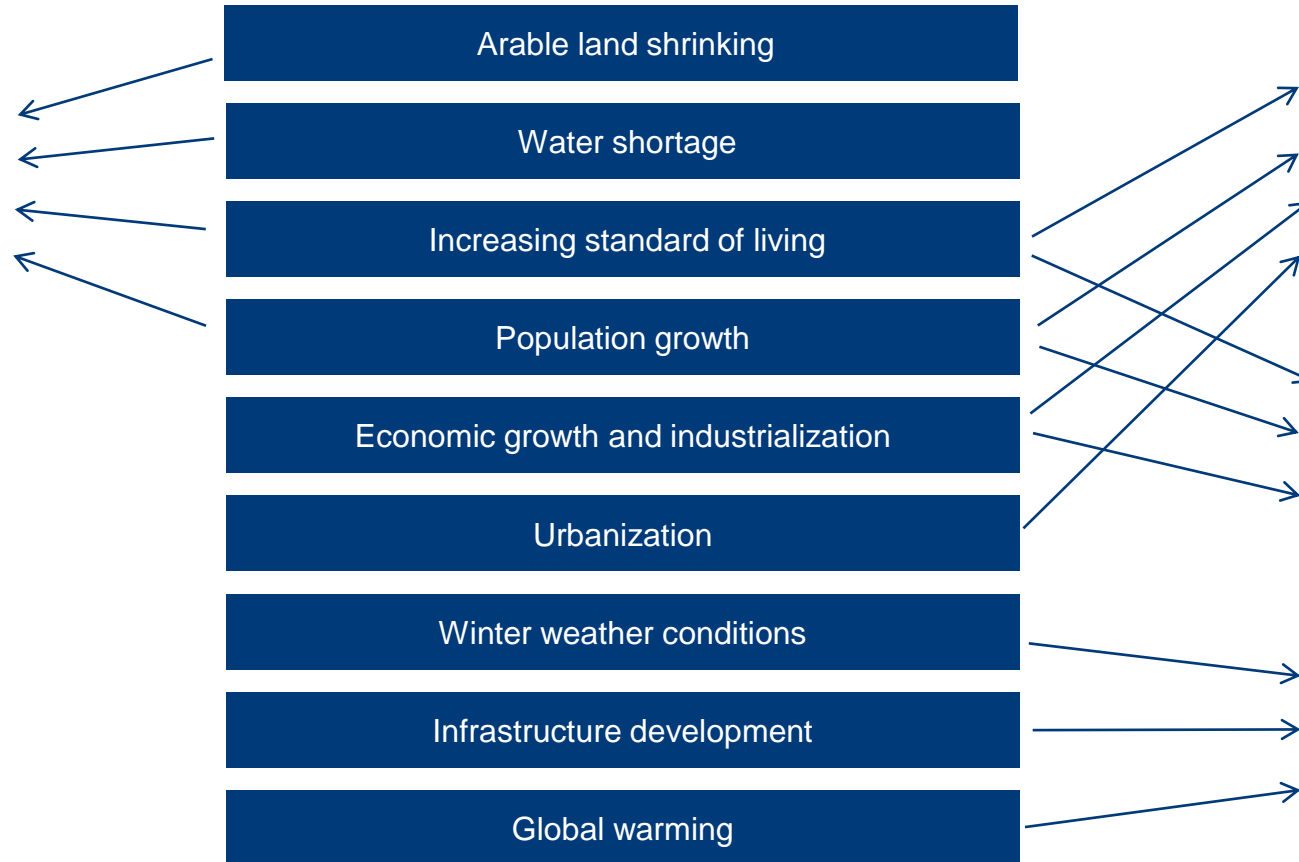 Arable land shrinking
Water shortage
Increasing standard of living
Population growth
Economic growth and industrialization
Urbanization
Winter weather conditions
Infrastructure development
Global warming